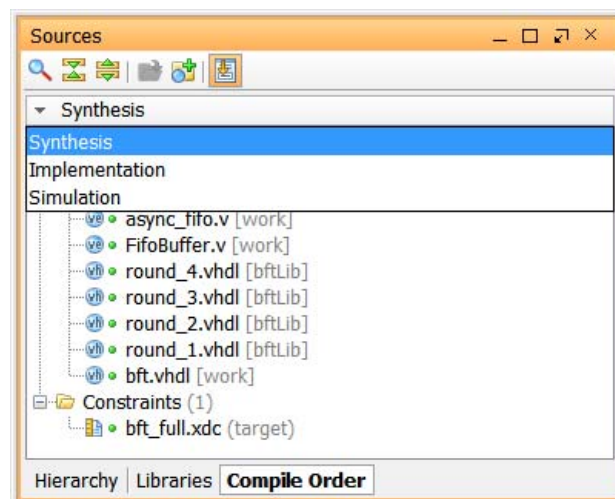 Sources
Synthesis
Synthesis
Implementation
Simulation
async_fifo.v [work]
FifoBuffer.v [work]
round_4.vhdl [bftLib]
round_3.vhdl [bftLib]
round_2.vhdl [bftLib]
round_1.vhdl [bftLib]
bft.vhdl [work]
Constraints (1)
bft_full.xdc (target)
Hierarchy Libraries Compile Order